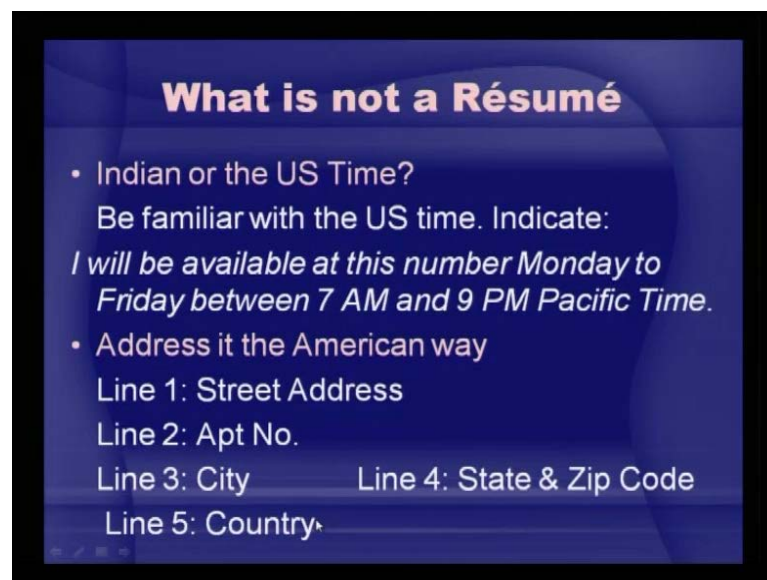 What is not a Résumé
• Indian or the US Time?
Be familiar with the US time. Indicate:
I will be available at this number Monday to
Friday between 7 AM and 9 PM Pacific Time.
• Address it the American way
Line 1: Street Address
Line 2: Apt No.
Line 3: City Line 4: State & Zip Code
Line 5: Country